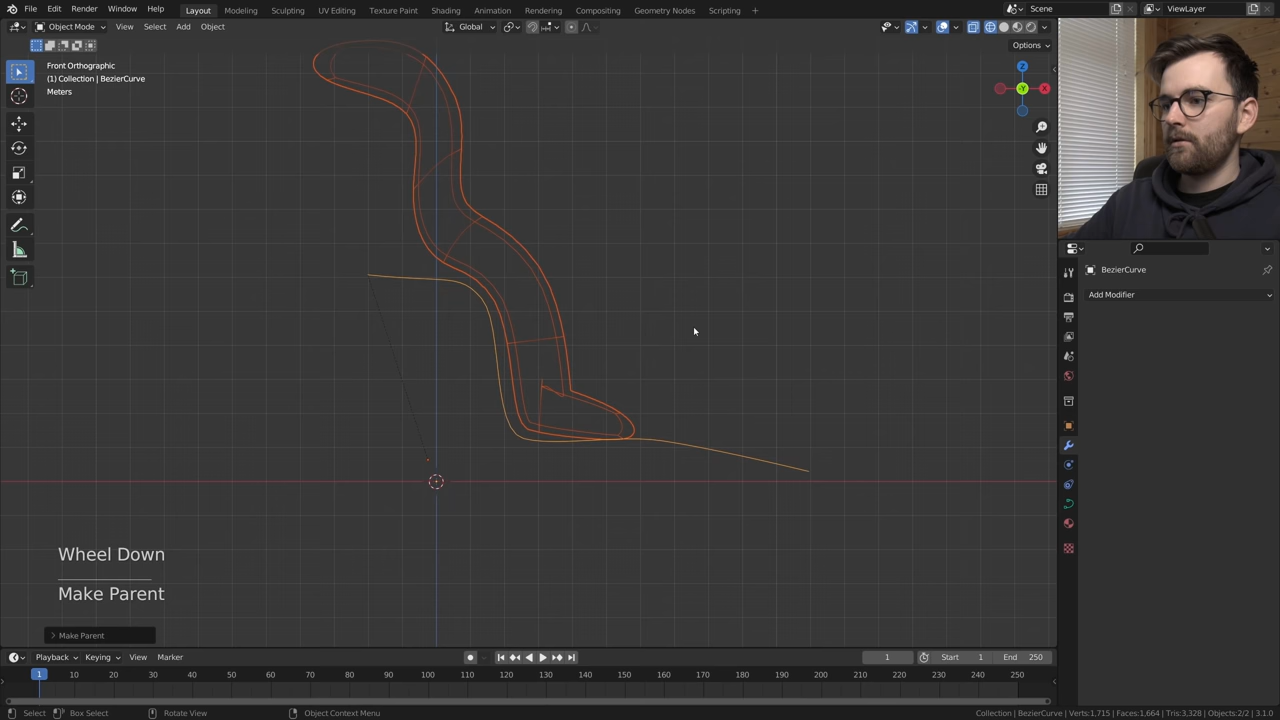 File Edit Render Window Help Layout Modeling Sculpting UV Editing Texture Paint Shading Animation Rendering Compositing Geometry Nodes Scripting Scene ViewLayer
Object Mode View Select Add Object Global
Options
Front Orthographic
(1) Collection | BezierCurve
Meters
Z
X
-Y
BezierCurve
Add Modifier
Wheel Down
Make Parent
Make Parent
Playback Keying View Marker 1 Start 1 End 250
1 10 20 30 40 50 60 70 80 90 100 110 120 130 140 150 160 170 180 190 200 210 220 230 240 250
Select Box Select Rotate View Object Context Menu Collection | BezierCurve | Verts:1,715 | Faces:1,664 | Tris:3,328 | Objects:2/2 | 3.1.0